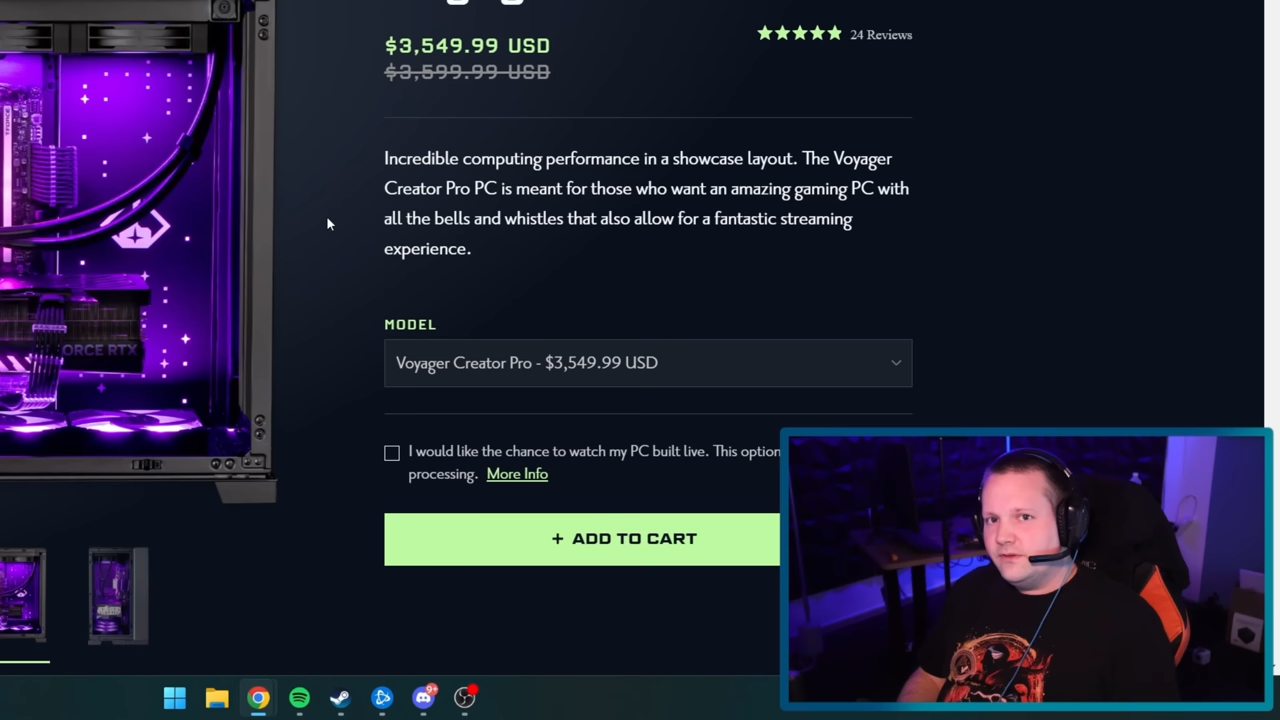 $3,549.99 USD
24 Reviews
$3,599.99 USD
Incredible computing performance in a showcase layout. The Voyager
Creator Pro PC is meant for those who want an amazing gaming PC with
all the bells and whistles that also allow for a fantastic streaming
experience.
MODEL
Voyager Creator Pro - $3,549.99 USD
I would like the chance to watch my PC built live. This option
processing. More Info
+ ADD TO CART
ORCE RTX
9+